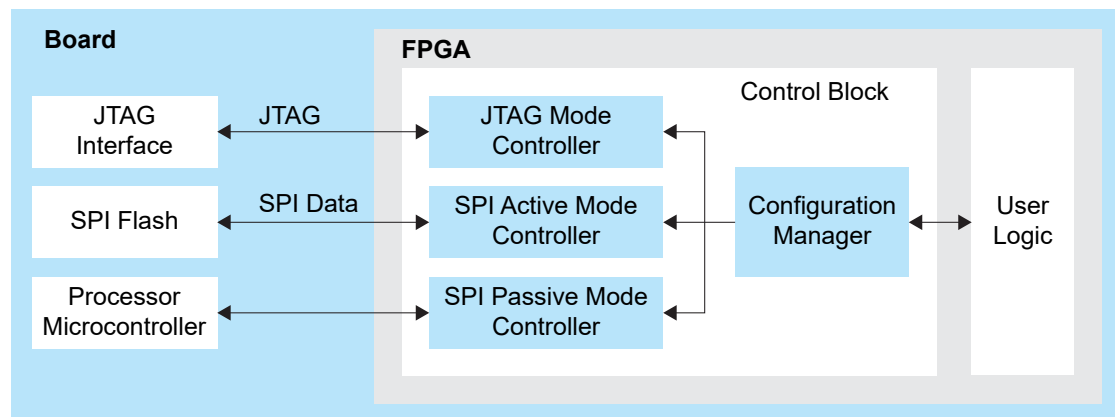 Board
FPGA
Control Block
JTAG
Interface
JTAG
JTAG Mode
Controller
SPI Flash
SPI Data
SPI Active Mode
Controller
Configuration
Manager
User
Logic
Processor
Microcontroller
SPI Passive Mode
Controller